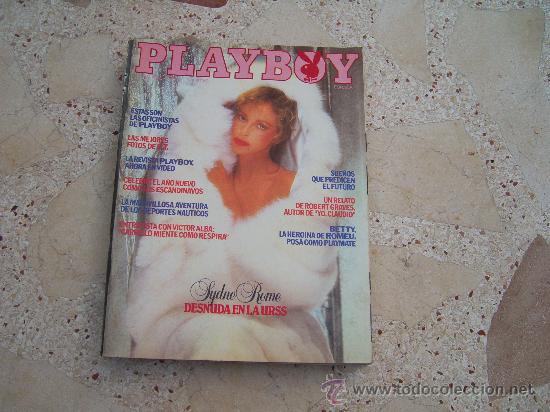 PLAYBOY
ESTAS SON
LAS OFICINISTAS
DE PLAYBOY
LAS MEJORES
FOTOS DE
LA REVISTA PLAYBOY,
AHORA EN VIDEO
CELEBRE EL AÑO NUEVO
CON LOS ESCANDINAVOS
LA MARAVILLOSA AVENTURA
DE LOS DEPORTES NAUTICOS
ENTREVISTA CON VICTOR ALBA:
MIENTE COMO RESPIRA"
SUEÑOS
QUE PREDICEN
EL FUTURO
UN RELATO
DE ROBERT GRAVES,
AUTOR DE "YO, CLAUDIO"
BETTY,
LA HEROINA DE ROMEU,
POSA COMO PLAYMATE
Sydne Rome
DESNUDA EN LA URSS
www.todocoleccion.net